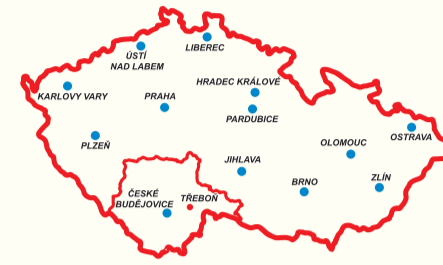 LIBEREC
ÚSTÍ
NAD LABEM
HRADEC KRÁLOVÉ
KARLOVY VARY
PRAHA
PARDUBICE
OSTRAVA
PLZEŇ
OLOMOUC
JIHLAVA
ZLÍN
BRNO
ČESKÉ
BUDĚJOVICE
TŘEBOŇ